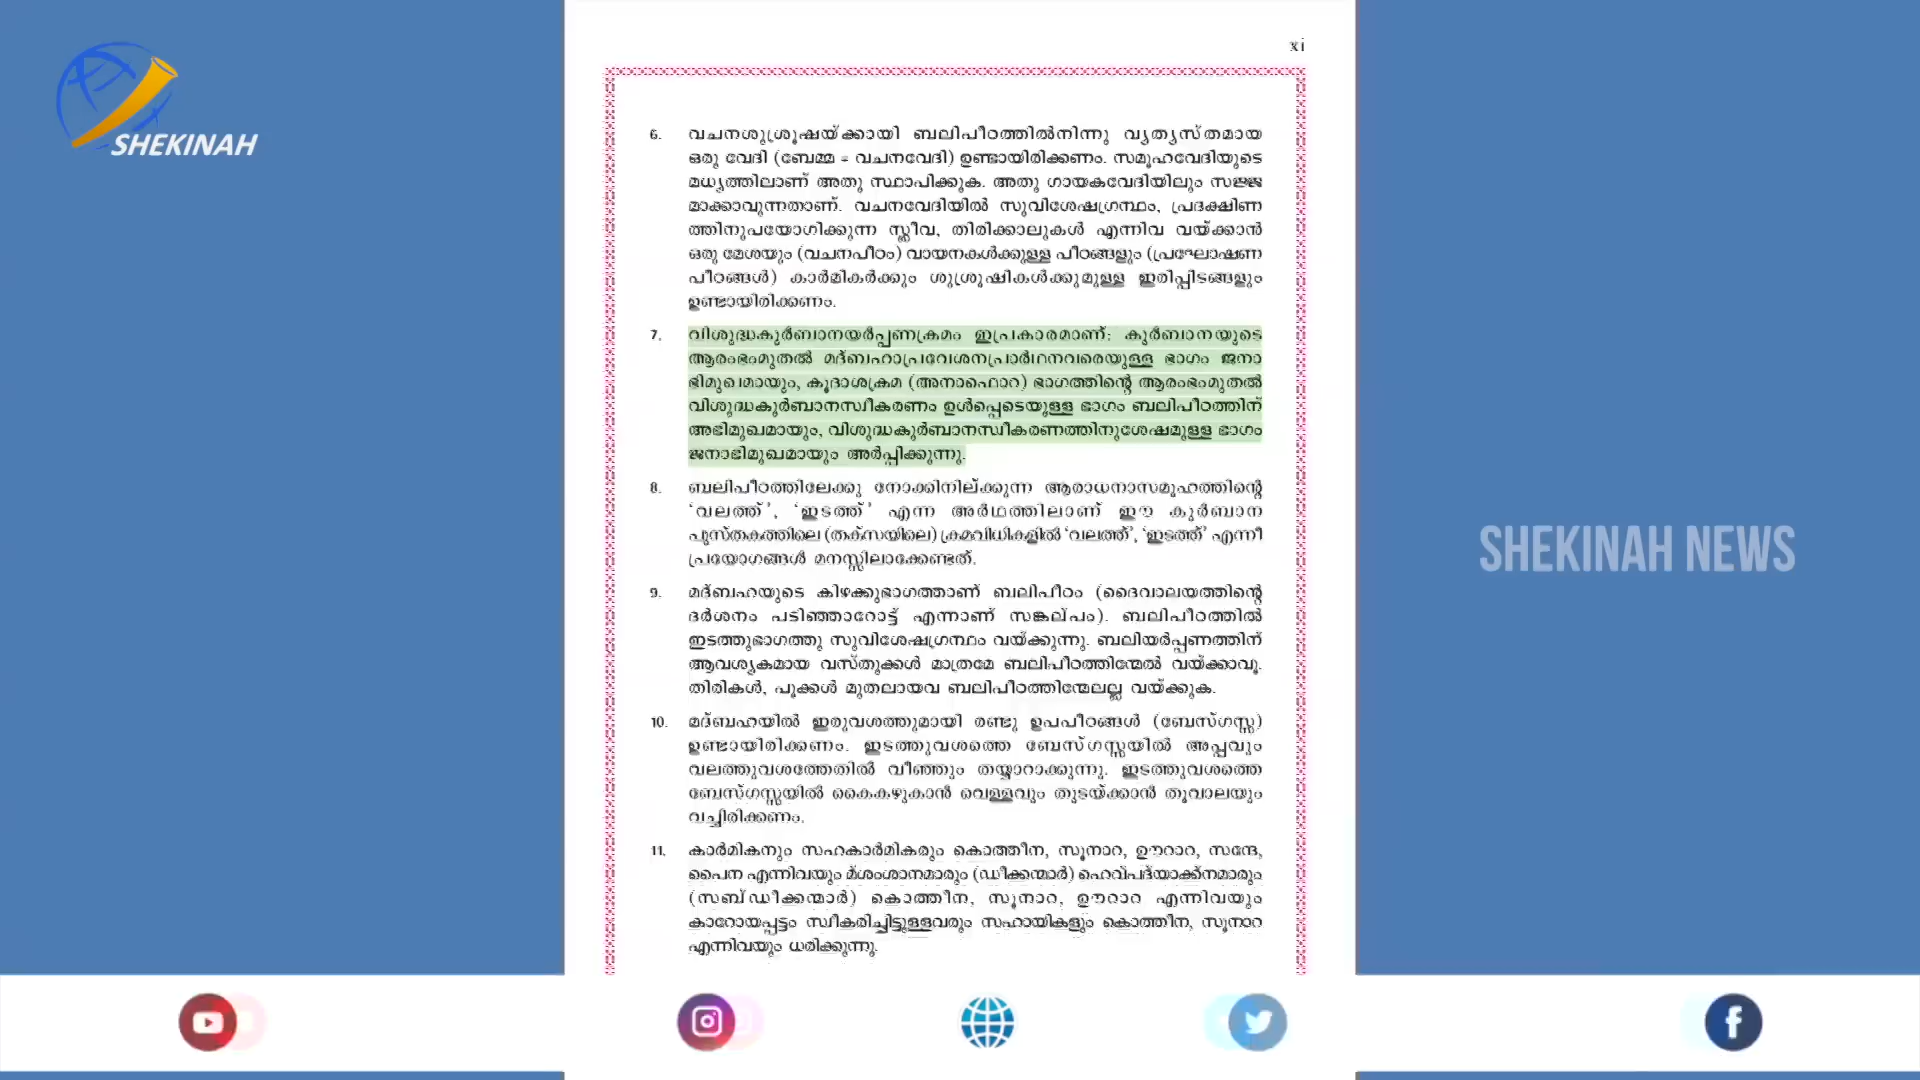 xi
SHEKINAH
6. വചനശുശ്രൂഷയ്ക്കായി ബലിപീഠത്തിൽനിന്നു വ്യത്യസ്തമായ
ഒരു വേദി (ബേമ്മ = വചനവേദി) ഉണ്ടായിരിക്കണം. സമൂഹവേദിയുടെ
മധ്യത്തിലാണ് അതു സ്ഥാപിക്കുക. അതു ഗായകവേദിയിലും സജ്ജ
മാക്കാവുന്നതാണ്. വചനവേദിയിൽ സുവിശേഷഗ്രന്ഥം, പ്രദക്ഷിണ
ത്തിനുപയോഗിക്കുന്ന സ്ലീവ, തിരിക്കാലുകൾ എന്നിവ വയ്ക്കാൻ
ഒരു മേശയും (വചനപീഠം) വായനകൾക്കുള്ള പീഠങ്ങളും (പ്രഘോഷണ
പീഠങ്ങൾ) കാർമികർക്കും ശുശ്രൂഷികൾക്കുമുള്ള ഇരിപ്പിടങ്ങളും
ഉണ്ടായിരിക്കണം.
7. വിശുദ്ധകുർബാനയർപ്പണക്രമം ഇപ്രകാരമാണ്: കുർബാനയുടെ
ആരംഭംമുതൽ മദ്ബഹാപ്രവേശനപ്രാർഥനവരെയുള്ള ഭാഗം ജനാ
ഭിമുഖമായും, കൂദാശക്രമ (അനാഫൊറ) ഭാഗത്തിന്റെ ആരംഭംമുതൽ
വിശുദ്ധകുർബാനസ്വീകരണം ഉൾപ്പെടെയുള്ള ഭാഗം ബലിപീഠത്തിന്
അഭിമുഖമായും, വിശുദ്ധകുർബാനസ്വീകരണത്തിനുശേഷമുള്ള ഭാഗം
ജനാഭിമുഖമായും അർപ്പിക്കുന്നു.
8. ബലിപീഠത്തിലേക്കു നോക്കിനില്ക്കുന്ന ആരാധനാസമൂഹത്തിന്റെ
‘വലത്ത്’, ‘ഇടത്ത്’ എന്ന അർഥത്തിലാണ് ഈ കുർബാന
പുസ്തകത്തിലെ (തക്സയിലെ) ക്രമവിധികളിൽ ‘വലത്ത്’, ‘ഇടത്ത്’ എന്നീ
പ്രയോഗങ്ങൾ മനസ്സിലാക്കേണ്ടത്.
SHEKINAH NEWS
9. മദ്ബഹയുടെ കിഴക്കുഭാഗത്താണ് ബലിപീഠം (ദൈവാലയത്തിന്റെ
ദർശനം പടിഞ്ഞാറോട്ട് എന്നാണ് സങ്കല്പം). ബലിപീഠത്തിൽ
ഇടത്തുഭാഗത്തു സുവിശേഷഗ്രന്ഥം വയ്ക്കുന്നു. ബലിയർപ്പണത്തിന്
ആവശ്യകമായ വസ്തുക്കൾ മാത്രമേ ബലിപീഠത്തിന്മേൽ വയ്ക്കാവൂ.
തിരികൾ, പൂക്കൾ മുതലായവ ബലിപീഠത്തിന്മേലല്ല വയ്ക്കുക.
10. മദ്ബഹയിൽ ഇരുവശത്തുമായി രണ്ടു ഉപപീഠങ്ങൾ (ബേസ്ഗസ്സ)
ഉണ്ടായിരിക്കണം. ഇടത്തുവശത്തെ ബേസ്ഗസ്സയിൽ അപ്പവും
വലത്തുവശത്തേതിൽ വീഞ്ഞും തയ്യാറാക്കുന്നു. ഇടത്തുവശത്തെ
ബേസ്ഗസ്സയിൽ കൈകഴുകാൻ വെള്ളവും തുടയ്ക്കാൻ തൂവാലയും
വച്ചിരിക്കണം.
11. കാർമികനും സഹകാർമികരും കൊത്തീന, സൂനാറ, ഊറാറ, സന്ദേ,
പൈന എന്നിവയും മ്ശംശാനമാരും (ഡീക്കന്മാർ) ഹെവ്പദ്‌യാക്ക്നമാരും
(സബ്ഡീക്കന്മാർ) കൊത്തീന, സൂനാറ, ഊറാറ എന്നിവയും
കാറോയപ്പട്ടം സ്വീകരിച്ചിട്ടുള്ളവരും സഹായികളും കൊത്തീന, സൂനാറ
എന്നിവയും ധരിക്കുന്നു.